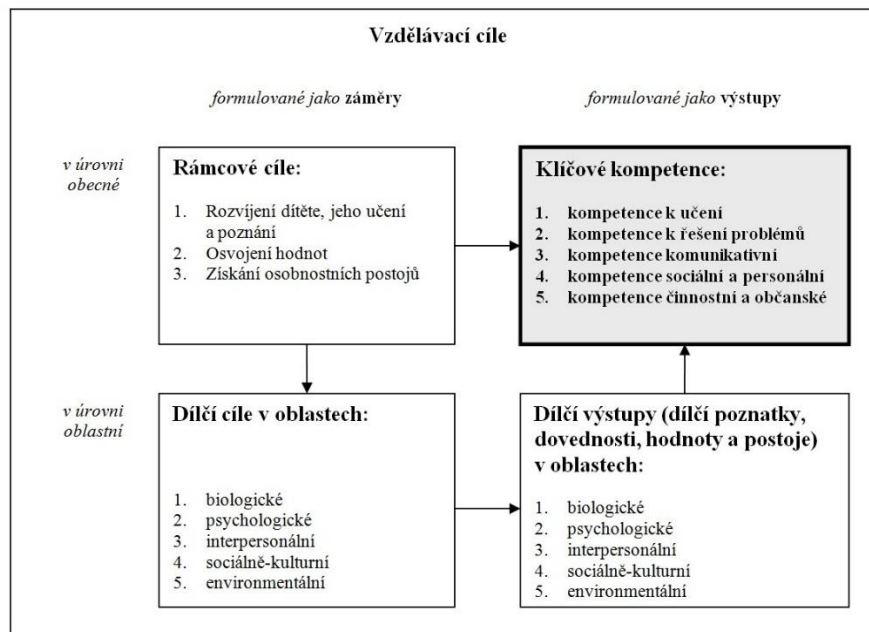 Vzdělávací cíle
formulované jako záměry
formulované jako výstupy
v úrovni
obecné
Rámcové cíle:
1. Rozvíjení dítěte, jeho učení
a poznání
2. Osvojení hodnot
3. Získání osobnostních postojů
Klíčové kompetence:
1. kompetence k učení
2. kompetence k řešení problémů
3. kompetence komunikativní
4. kompetence sociální a personální
5. kompetence činnostní a občanské
v úrovni
oblastní
Dílčí cíle v oblastech:
1. biologické
2. psychologické
3. interpersonální
4. sociálně-kulturní
5. environmentální
Dílčí výstupy (dílčí poznatky,
dovednosti, hodnoty a postoje)
v oblastech:
1. biologické
2. psychologické
3. interpersonální
4. sociálně-kulturní
5. environmentální